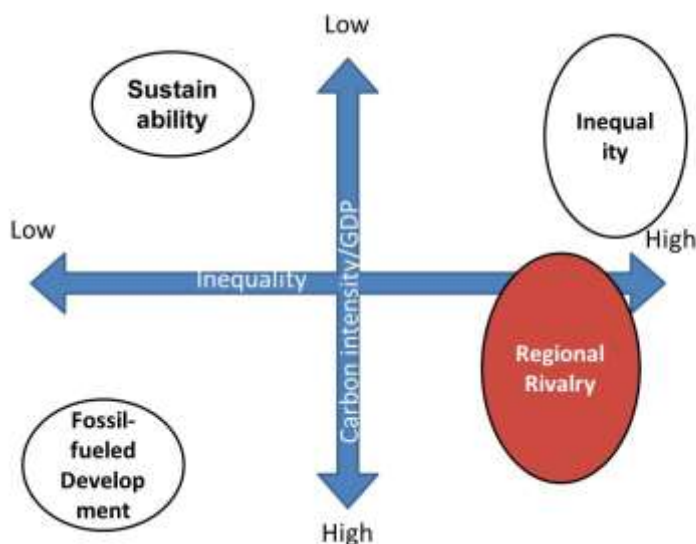 Low
Sustain
ability
Inequal
ity
Low
High
Inequality
Carbon intensity/GDP
Regional
Rivalry
Fossil-
fueled
Develop
ment
High